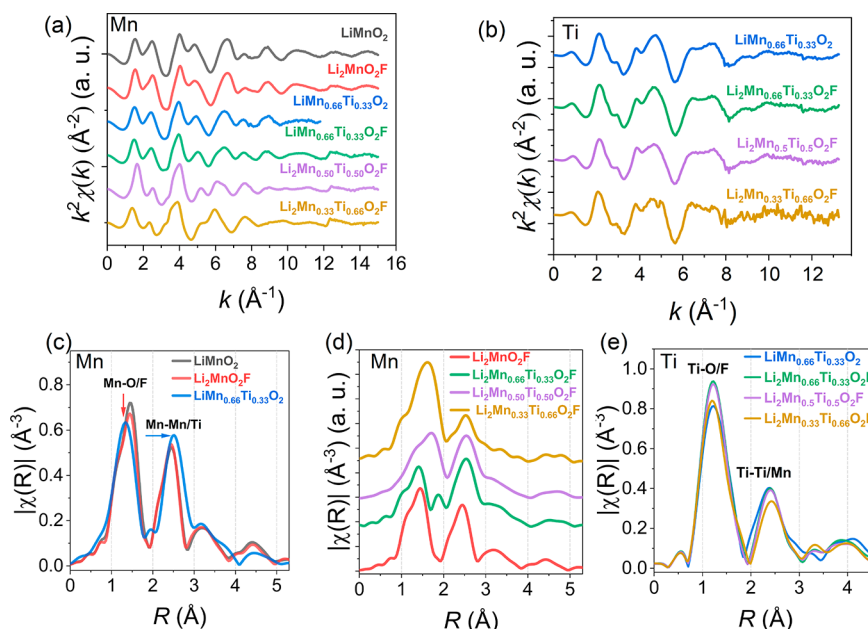 (a)
Mn
LiMnO₂
Li₂MnO₂F
LiMn₀.₆₆Ti₀.₃₃O₂
LiMn₀.₆₆Ti₀.₃₃O₂F
Li₂Mn₀.₅₀Ti₀.₅₀O₂F
Li₂Mn₀.₃₃Ti₀.₆₆O₂F
k²χ(k) (Å⁻²) (a. u.)
0 2 4 6 8 10 12 14 16
k (Å⁻¹)
(b)
Ti
LiMn₀.₆₆Ti₀.₃₃O₂
Li₂Mn₀.₆₆Ti₀.₃₃O₂F
Li₂Mn₀.₅Ti₀.₅O₂F
Li₂Mn₀.₃₃Ti₀.₆₆O₂F
k²χ(k) (Å⁻²) (a. u.)
0 2 4 6 8 10 12
k (Å⁻¹)
(c)
Mn
LiMnO₂
Li₂MnO₂F
LiMn₀.₆₆Ti₀.₃₃O₂
Mn-O/F
Mn-Mn/Ti
|χ(R)| (Å⁻³)
0.8
0.6
0.4
0.2
0.0
0 1 2 3 4 5
R (Å)
(d)
Mn
Li₂MnO₂F
Li₂Mn₀.₆₆Ti₀.₃₃O₂F
Li₂Mn₀.₅₀Ti₀.₅₀O₂F
Li₂Mn₀.₃₃Ti₀.₆₆O₂F
|χ(R)| (Å⁻³) (a. u.)
0 1 2 3 4 5
R (Å)
(e)
Ti
LiMn₀.₆₆Ti₀.₃₃O₂
Li₂Mn₀.₆₆Ti₀.₃₃O₂F
Li₂Mn₀.₅Ti₀.₅O₂F
Li₂Mn₀.₃₃Ti₀.₆₆O₂F
Ti-O/F
Ti-Ti/Mn
|χ(R)| (Å⁻³)
1.0
0.8
0.6
0.4
0.2
0.0
0 1 2 3 4
R (Å)